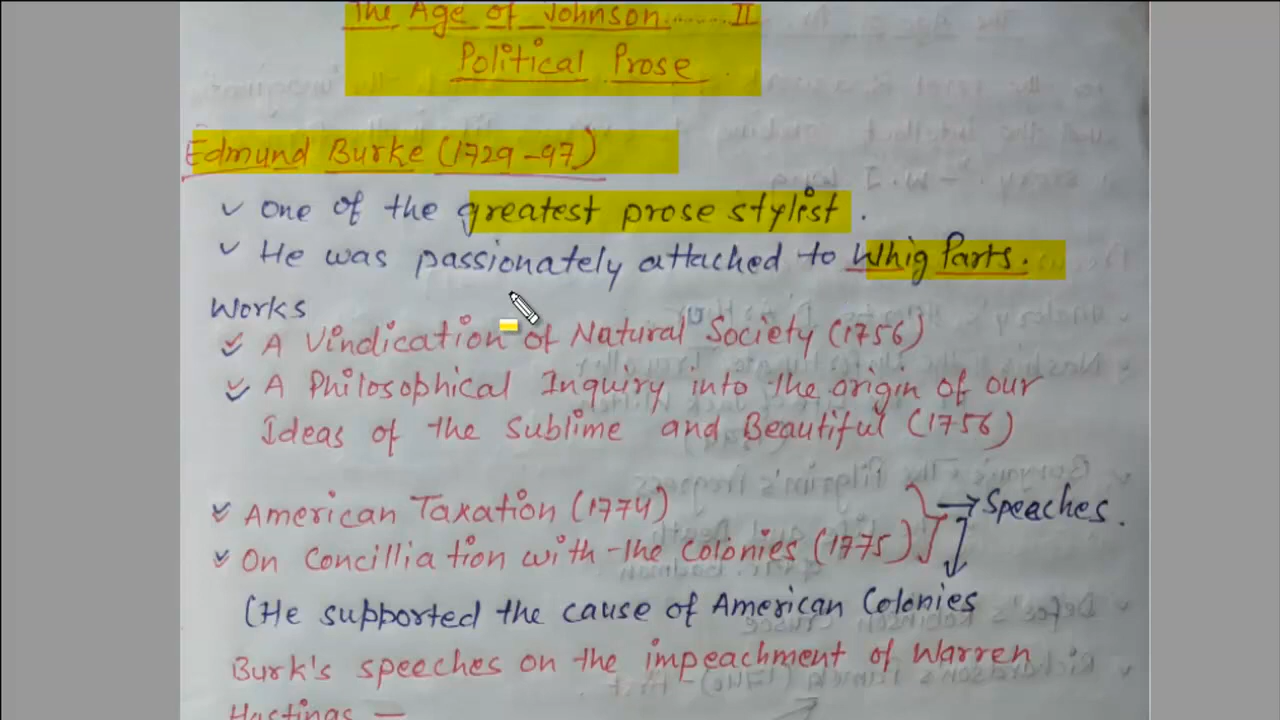 The Age of Johnson........II
Political Prose
Edmund Burke (1729-97)
✓ One of the greatest prose stylist.
✓ He was passionately attached to Whig Parts.
Works
✓ A Vindication of Natural Society (1756)
✓ A Philosophical Inquiry into the origin of our
Ideas of the Sublime and Beautiful (1756)
✓ American Taxation (1774)
→ Speaches.
✓ On Concilliation with the Colonies (1775)
(He supported the cause of American Colonies
Burk's speeches on the impeachment of Warren
Hastings —